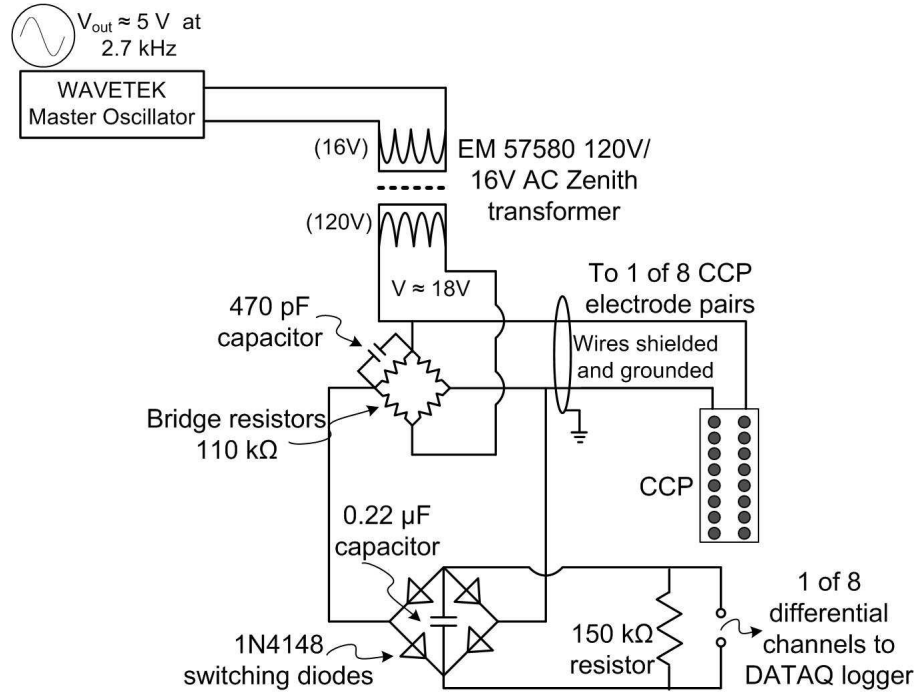 V_out ≈ 5 V at
2.7 kHz
WAVETEK
Master Oscillator
(16V)
EM 57580 120V/
16V AC Zenith
transformer
(120V)
V ≈ 18V
To 1 of 8 CCP
electrode pairs
470 pF
capacitor
Wires shielded
and grounded
Bridge resistors
110 kΩ
CCP
0.22 µF
capacitor
1 of 8
differential
channels to
DATAQ logger
150 kΩ
resistor
1N4148
switching diodes